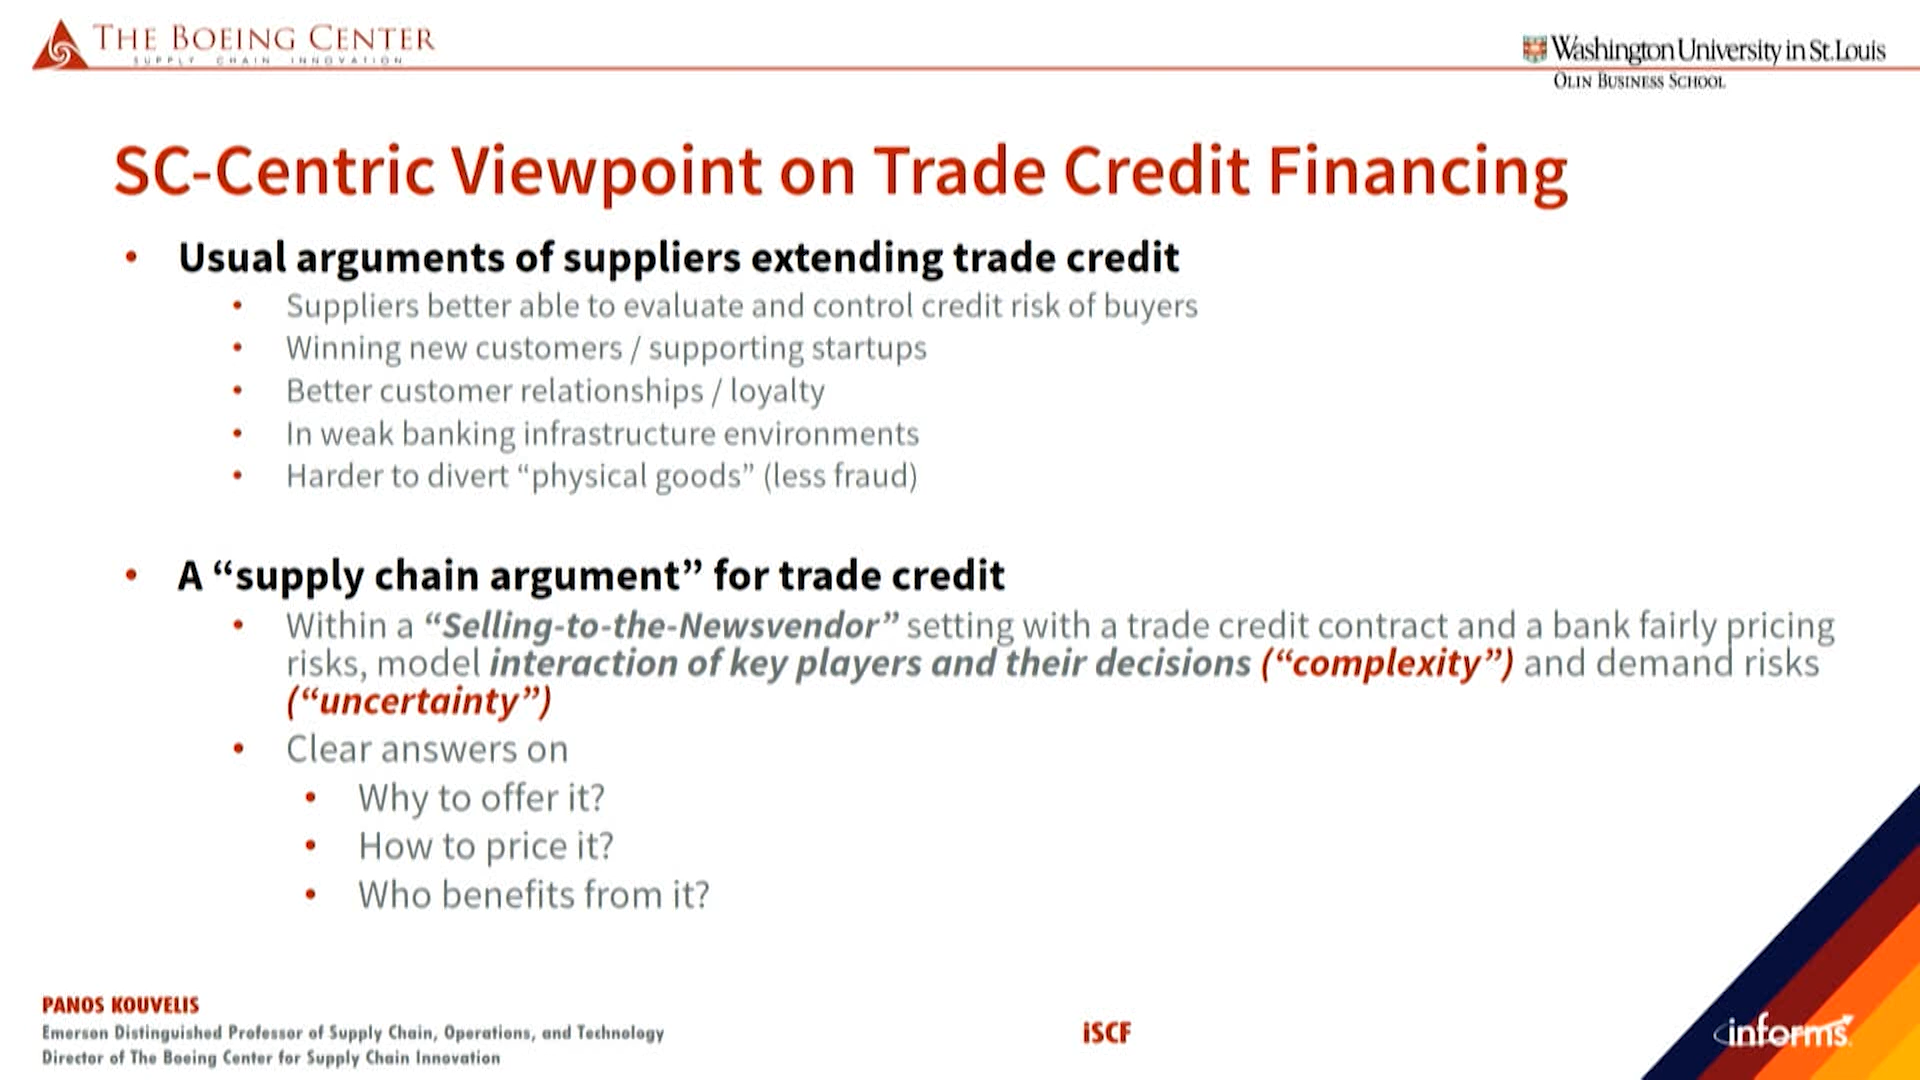 THE BOEING CENTER
SUPPLY CHAIN INNOVATION
Washington University in St. Louis
OLIN BUSINESS SCHOOL
SC-Centric Viewpoint on Trade Credit Financing
• Usual arguments of suppliers extending trade credit
• Suppliers better able to evaluate and control credit risk of buyers
• Winning new customers / supporting startups
• Better customer relationships / loyalty
• In weak banking infrastructure environments
• Harder to divert “physical goods” (less fraud)
• A “supply chain argument” for trade credit
• Within a “Selling-to-the-Newsvendor” setting with a trade credit contract and a bank fairly pricing
risks, model interaction of key players and their decisions (“complexity”) and demand risks
(“uncertainty”)
• Clear answers on
• Why to offer it?
• How to price it?
• Who benefits from it?
PANOS KOUVELIS
Emerson Distinguished Professor of Supply Chain, Operations, and Technology
Director of The Boeing Center for Supply Chain Innovation
iSCF
informs